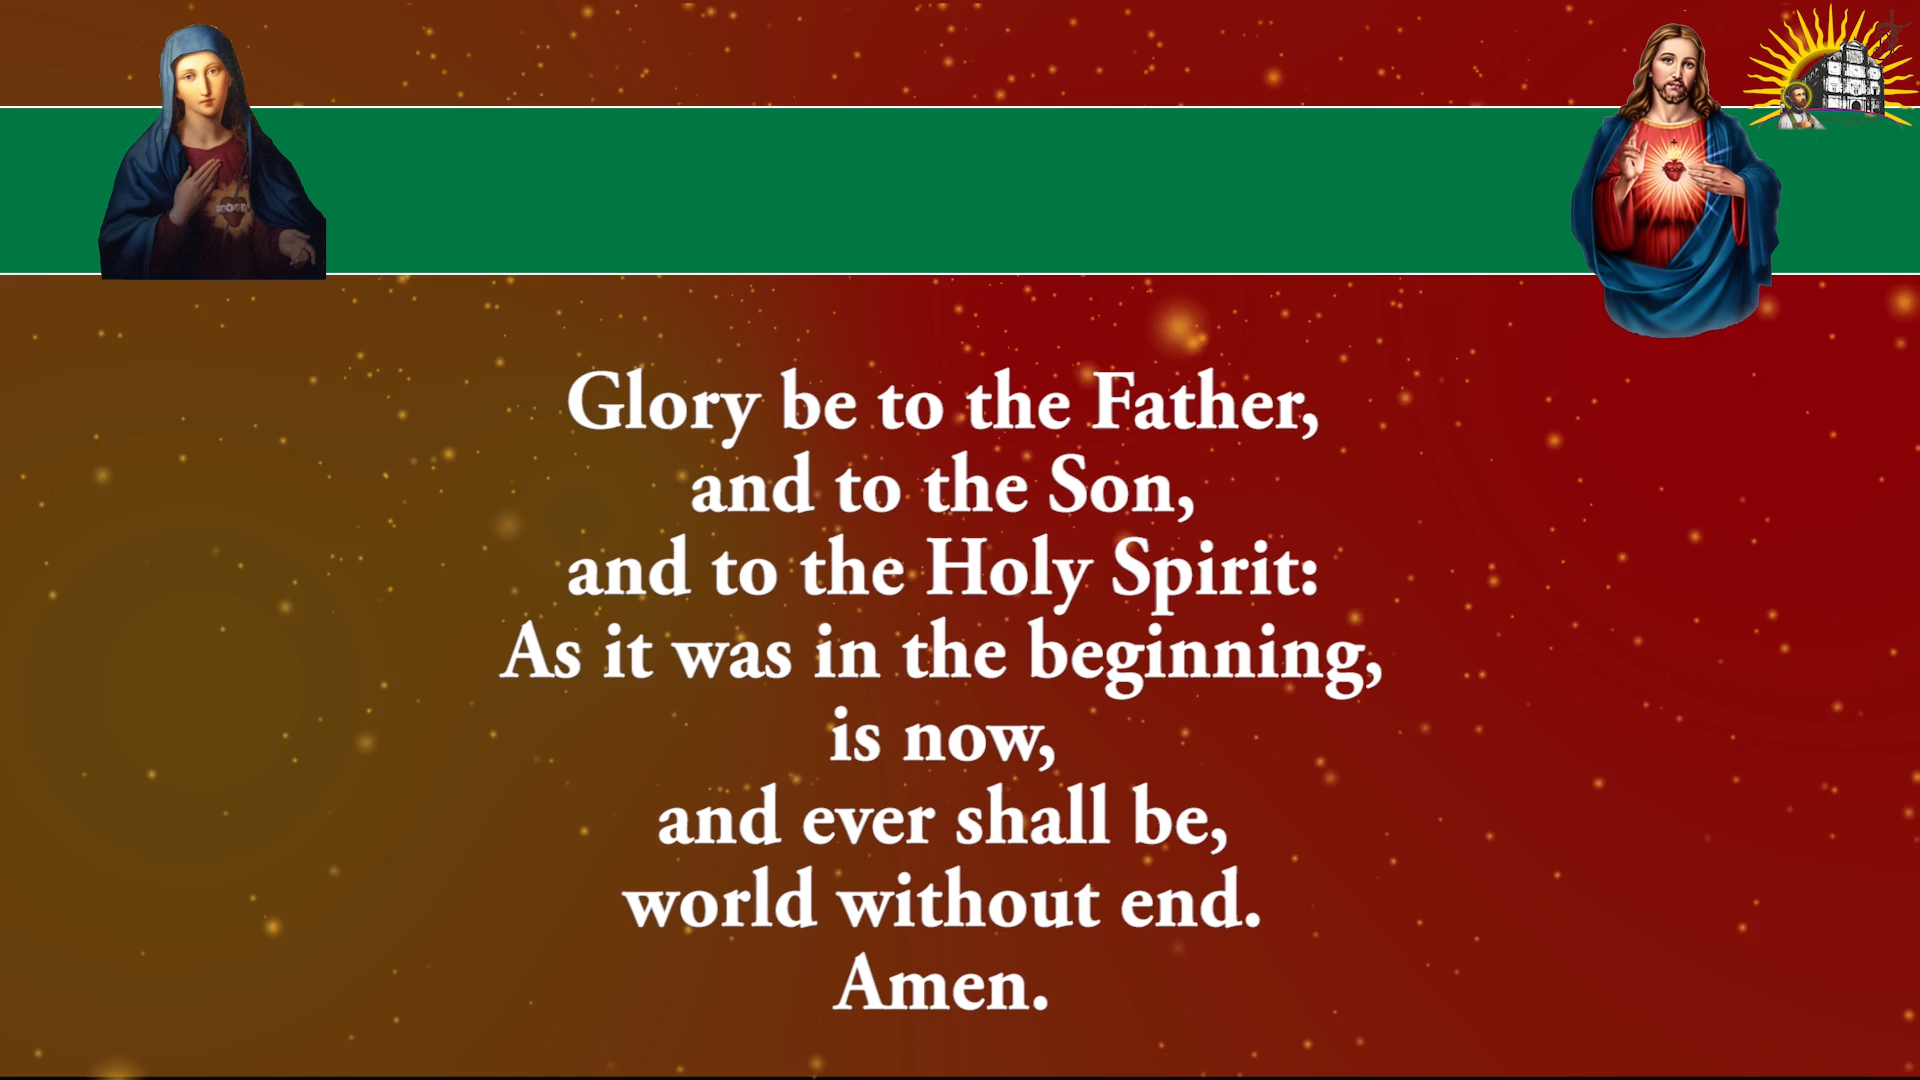 Glory be to the Father,
and to the Son,
and to the Holy Spirit:
As it was in the beginning,
is now,
and ever shall be,
world without end.
Amen.